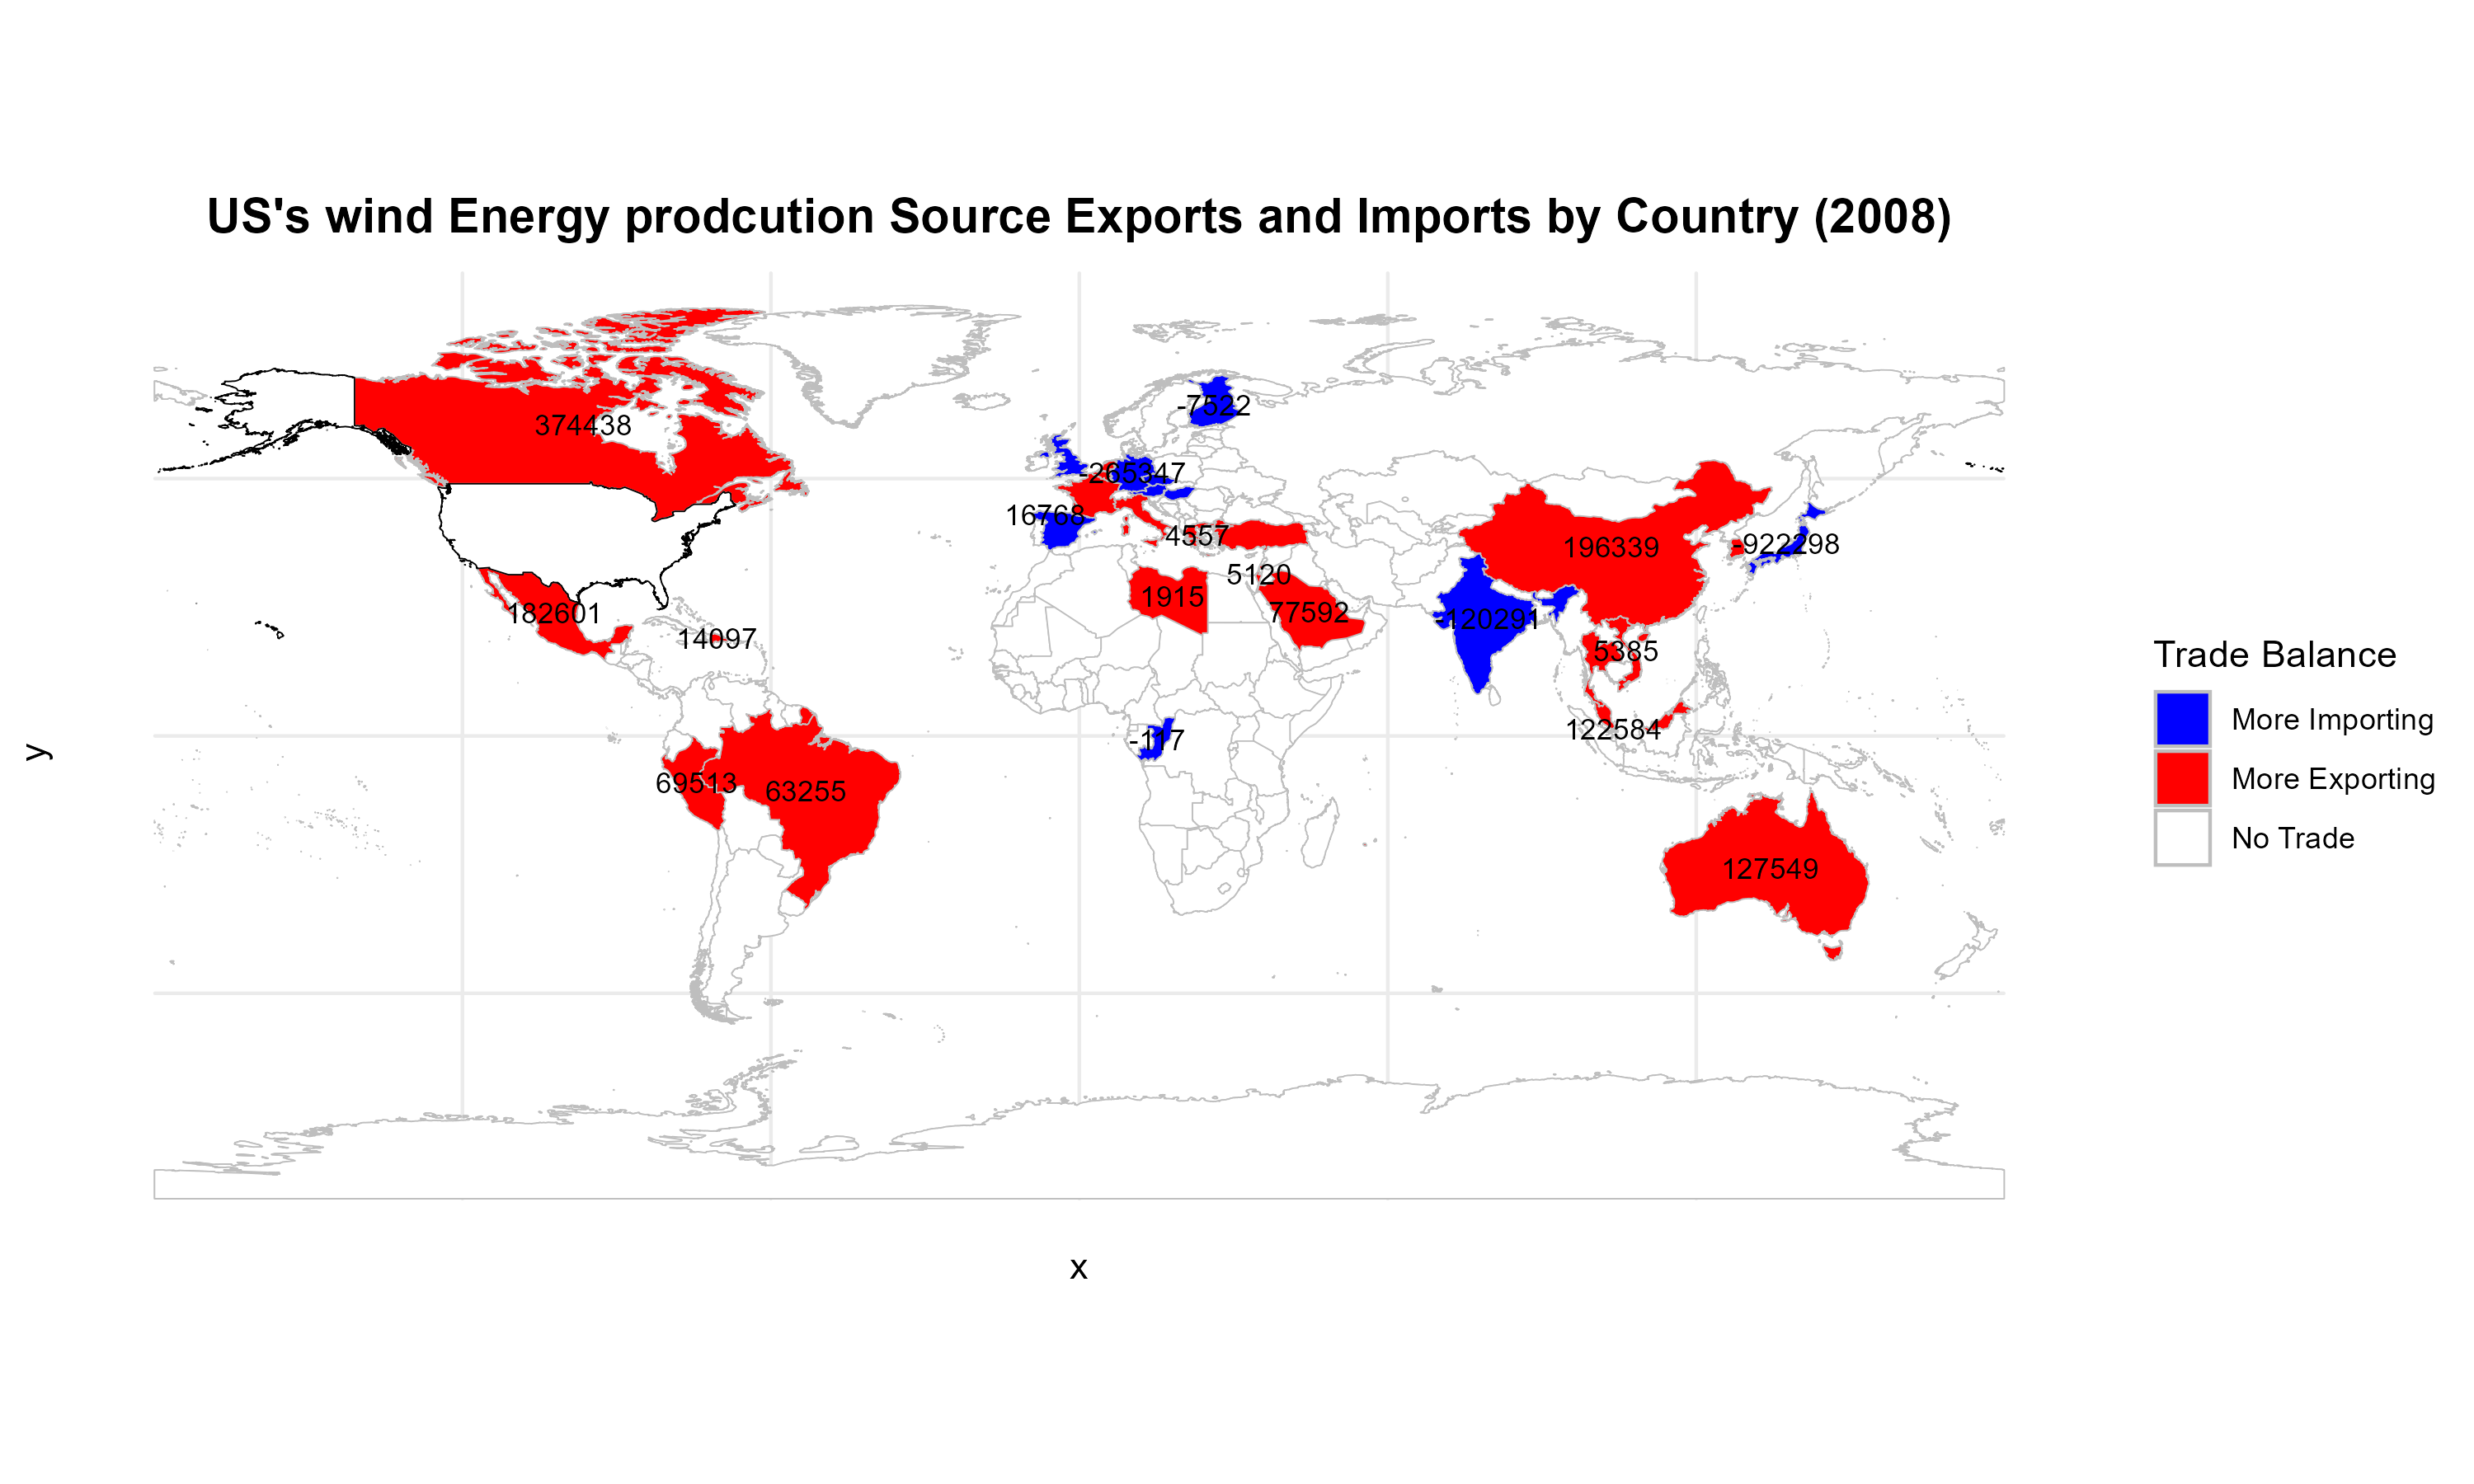 US's wind Energy prodcution Source Exports and Imports by Country (2008)
374438
-7522
-265347
16768
4557
196339
-922298
5120
1915
77592
182601
-120291
14097
5385
122584
-117
69513
63255
127549
Trade Balance
More Importing
More Exporting
No Trade
y
x